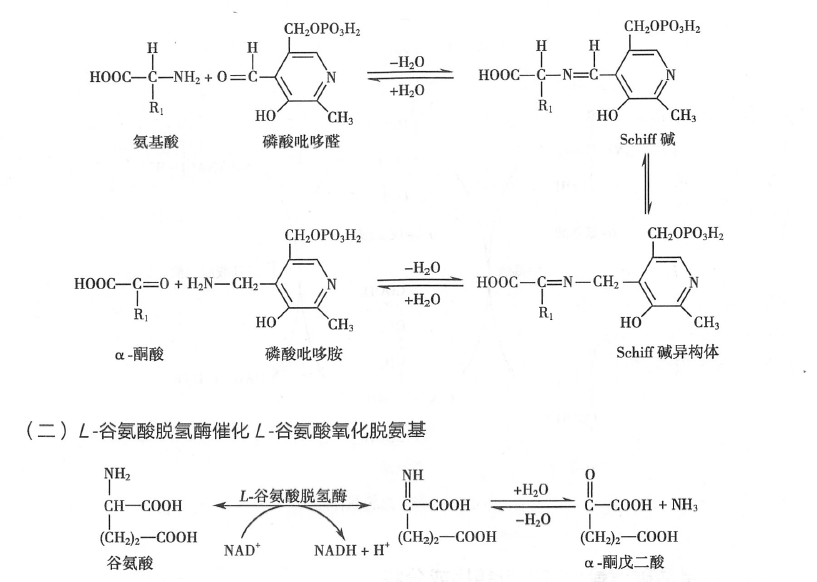 CH₂OPO₃H₂
CH₂OPO₃H₂
H
H
H
H
HOOC—C—NH₂ + O=C
N
−H₂O
+H₂O
HOOC—C—N=C
N
R₁
HO
CH₃
R₁
HO
CH₃
氨基酸
磷酸吡哆醛
Schiff 碱
CH₂OPO₃H₂
CH₂OPO₃H₂
HOOC—C=O + H₂N—CH₂
N
−H₂O
+H₂O
HOOC—C=N—CH₂
N
R₁
HO
CH₃
R₁
HO
CH₃
α-酮酸
磷酸吡哆胺
Schiff 碱异构体
（二）L-谷氨酸脱氢酶催化 L-谷氨酸氧化脱氨基
NH₂
NH
O
CH—COOH
L-谷氨酸脱氢酶
C—COOH
+H₂O
−H₂O
C—COOH + NH₃
(CH₂)₂—COOH
NAD⁺
NADH + H⁺
(CH₂)₂—COOH
(CH₂)₂—COOH
谷氨酸
α-酮戊二酸